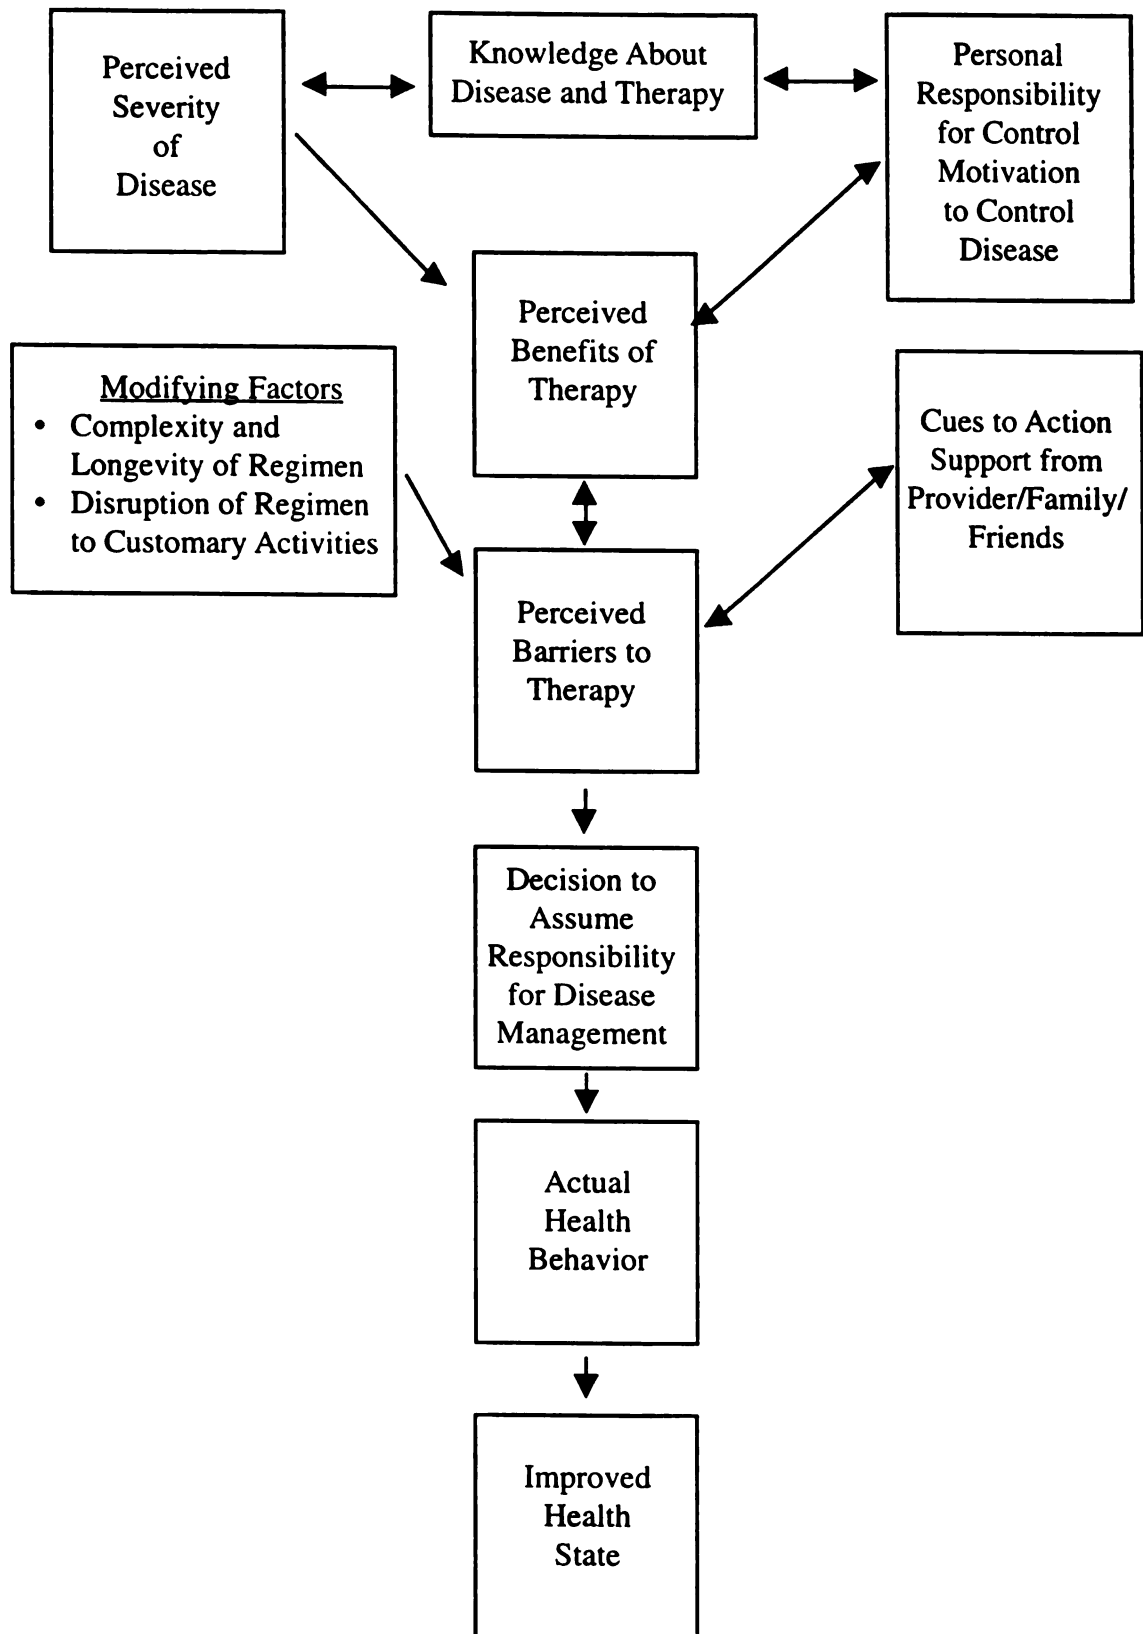 Perceived
Severity
of
Disease
Knowledge About
Disease and Therapy
Personal
Responsibility
for Control
Motivation
to Control
Disease
Perceived
Benefits of
Therapy
Modifying Factors
• Complexity and
Longevity of Regimen
• Disruption of Regimen
to Customary Activities
Cues to Action
Support from
Provider/Family/
Friends
Perceived
Barriers to
Therapy
Decision to
Assume
Responsibility
for Disease
Management
Actual
Health
Behavior
Improved
Health
State